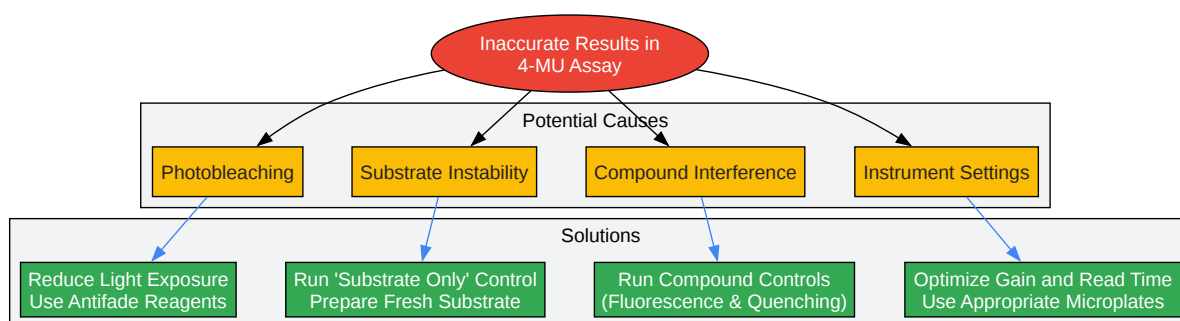 Inaccurate Results in
4-MU Assay
Potential Causes
Photobleaching
Substrate Instability
Compound Interference
Instrument Settings
Solutions
Reduce Light Exposure
Use Antifade Reagents
Run 'Substrate Only' Control
Prepare Fresh Substrate
Run Compound Controls
(Fluorescence & Quenching)
Optimize Gain and Read Time
Use Appropriate Microplates